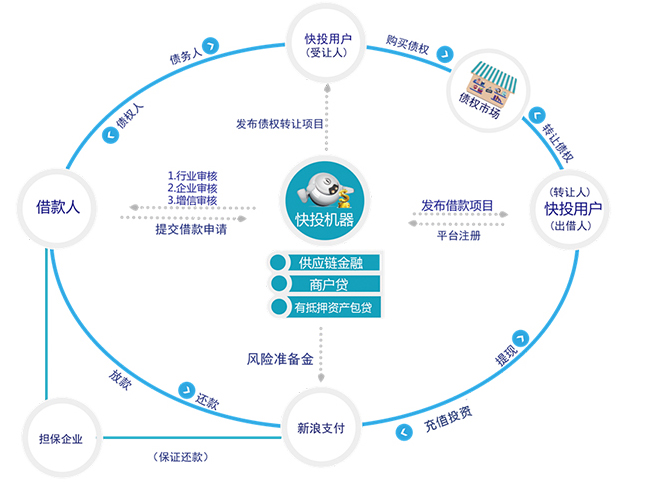 快投用户
（受让人）
购买债权
债务人
债权人
债权市场
转让债权
发布债权转让项目
1.行业审核
2.企业审核
3.增信审核
提交借款申请
借款人
快投机器
发布借款项目
平台注册
（转让人）
快投用户
（出借人）
供应链金融
商户贷
有抵押资产包贷
风险准备金
放款
还款
提现
充值投资
新浪支付
担保企业
（保证还款）